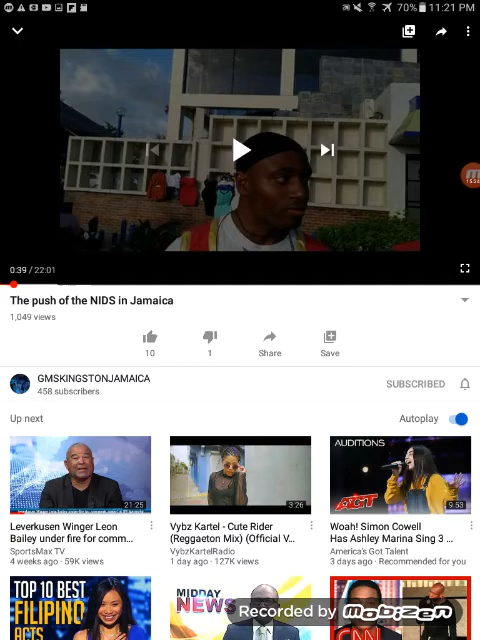 70% 11:21 PM
0:39 / 22:01
The push of the NIDS in Jamaica
1,049 views
10
1
Share
Save
GMSKINGSTONJAMAICA
458 subscribers
SUBSCRIBED
Up next
Autoplay
21:25
3:26
AUDITIONS
AGT
9:53
Leverkusen Winger Leon
Bailey under fire for comm...
SportsMax TV
4 weeks ago · 59K views
Vybz Kartel - Cute Rider
(Reggaeton Mix) (Official V...
VybzKartelRadio
1 day ago · 127K views
Woah! Simon Cowell
Has Ashley Marina Sing 3 ...
America's Got Talent
3 days ago · Recommended for you
TOP 10 BEST
FILIPINO
ACTS
MIDDAY
NEWS
CNN
Recorded by Mobizen